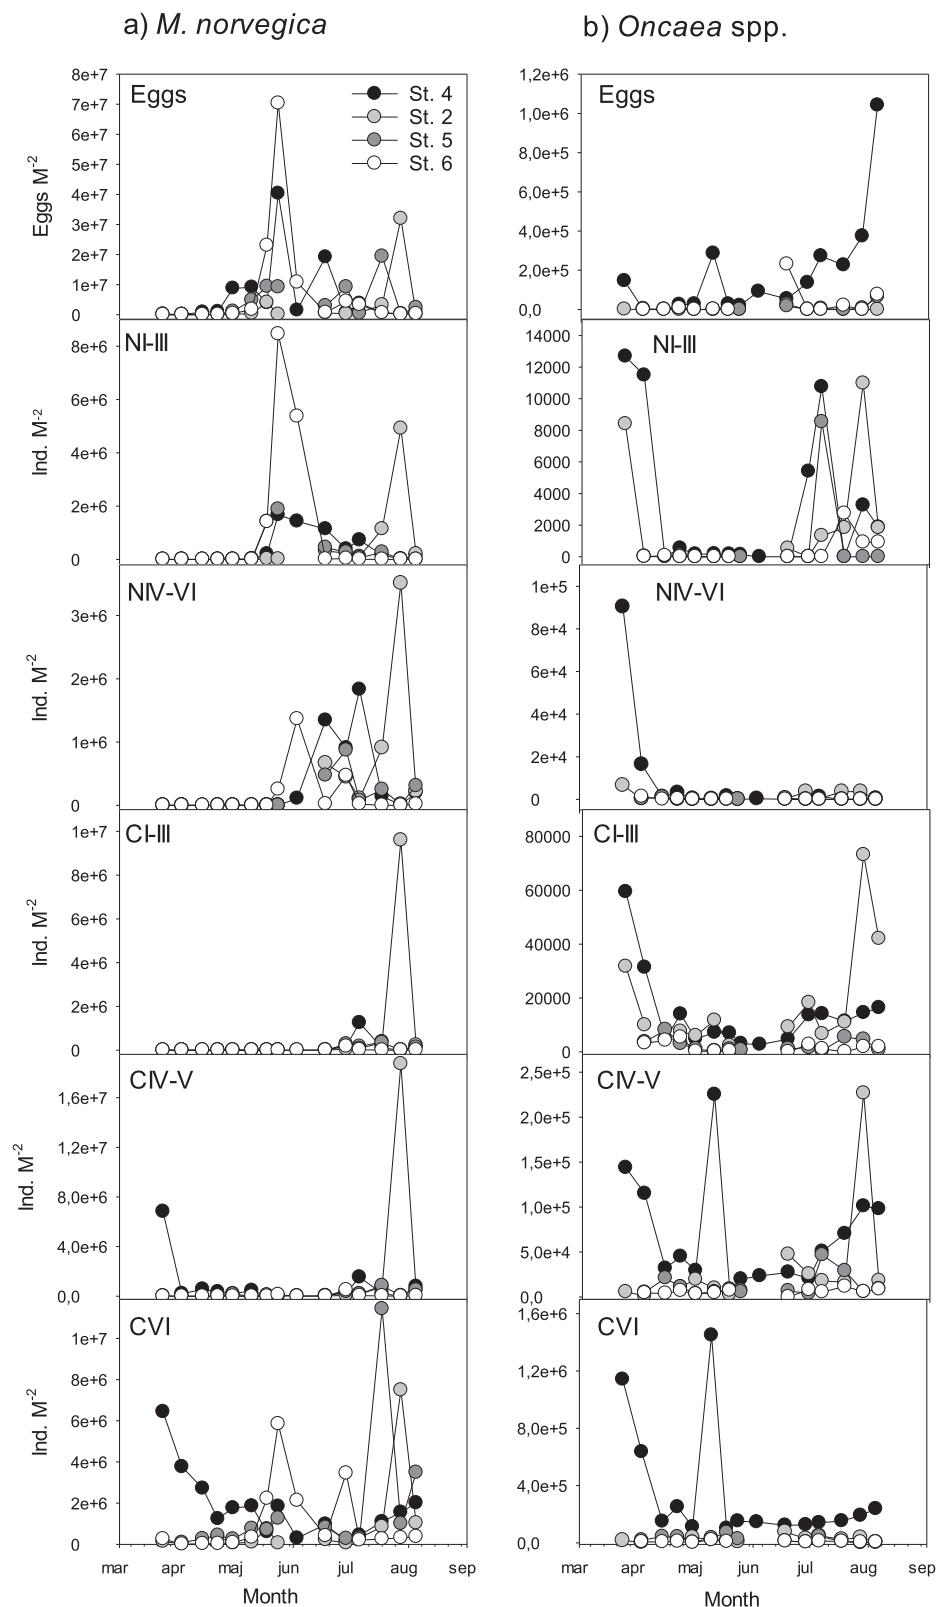 a) M. norvegica
b) Oncaea spp.
Eggs
St. 4
St. 2
St. 5
St. 6
Eggs M-2
8e+7
7e+7
6e+7
5e+7
4e+7
3e+7
2e+7
1e+7
0
Eggs
1,2e+6
1,0e+6
8,0e+5
6,0e+5
4,0e+5
2,0e+5
0,0
NI-III
Ind. M-2
8e+6
6e+6
4e+6
2e+6
0
NI-III
14000
12000
10000
8000
6000
4000
2000
0
NIV-VI
Ind. M-2
3e+6
2e+6
1e+6
0
NIV-VI
1e+5
8e+4
6e+4
4e+4
2e+4
0
CI-III
Ind. M-2
1e+7
8e+6
6e+6
4e+6
2e+6
0
CI-III
80000
60000
40000
20000
0
CIV-V
Ind. M-2
1,6e+7
1,2e+7
8,0e+6
4,0e+6
0,0
CIV-V
2,5e+5
2,0e+5
1,5e+5
1,0e+5
5,0e+4
0,0
CVI
Ind. M-2
1e+7
8e+6
6e+6
4e+6
2e+6
0
CVI
1,6e+6
1,2e+6
8,0e+5
4,0e+5
0,0
mar apr maj jun jul aug sep
Month
mar apr maj jun jul aug sep
Month